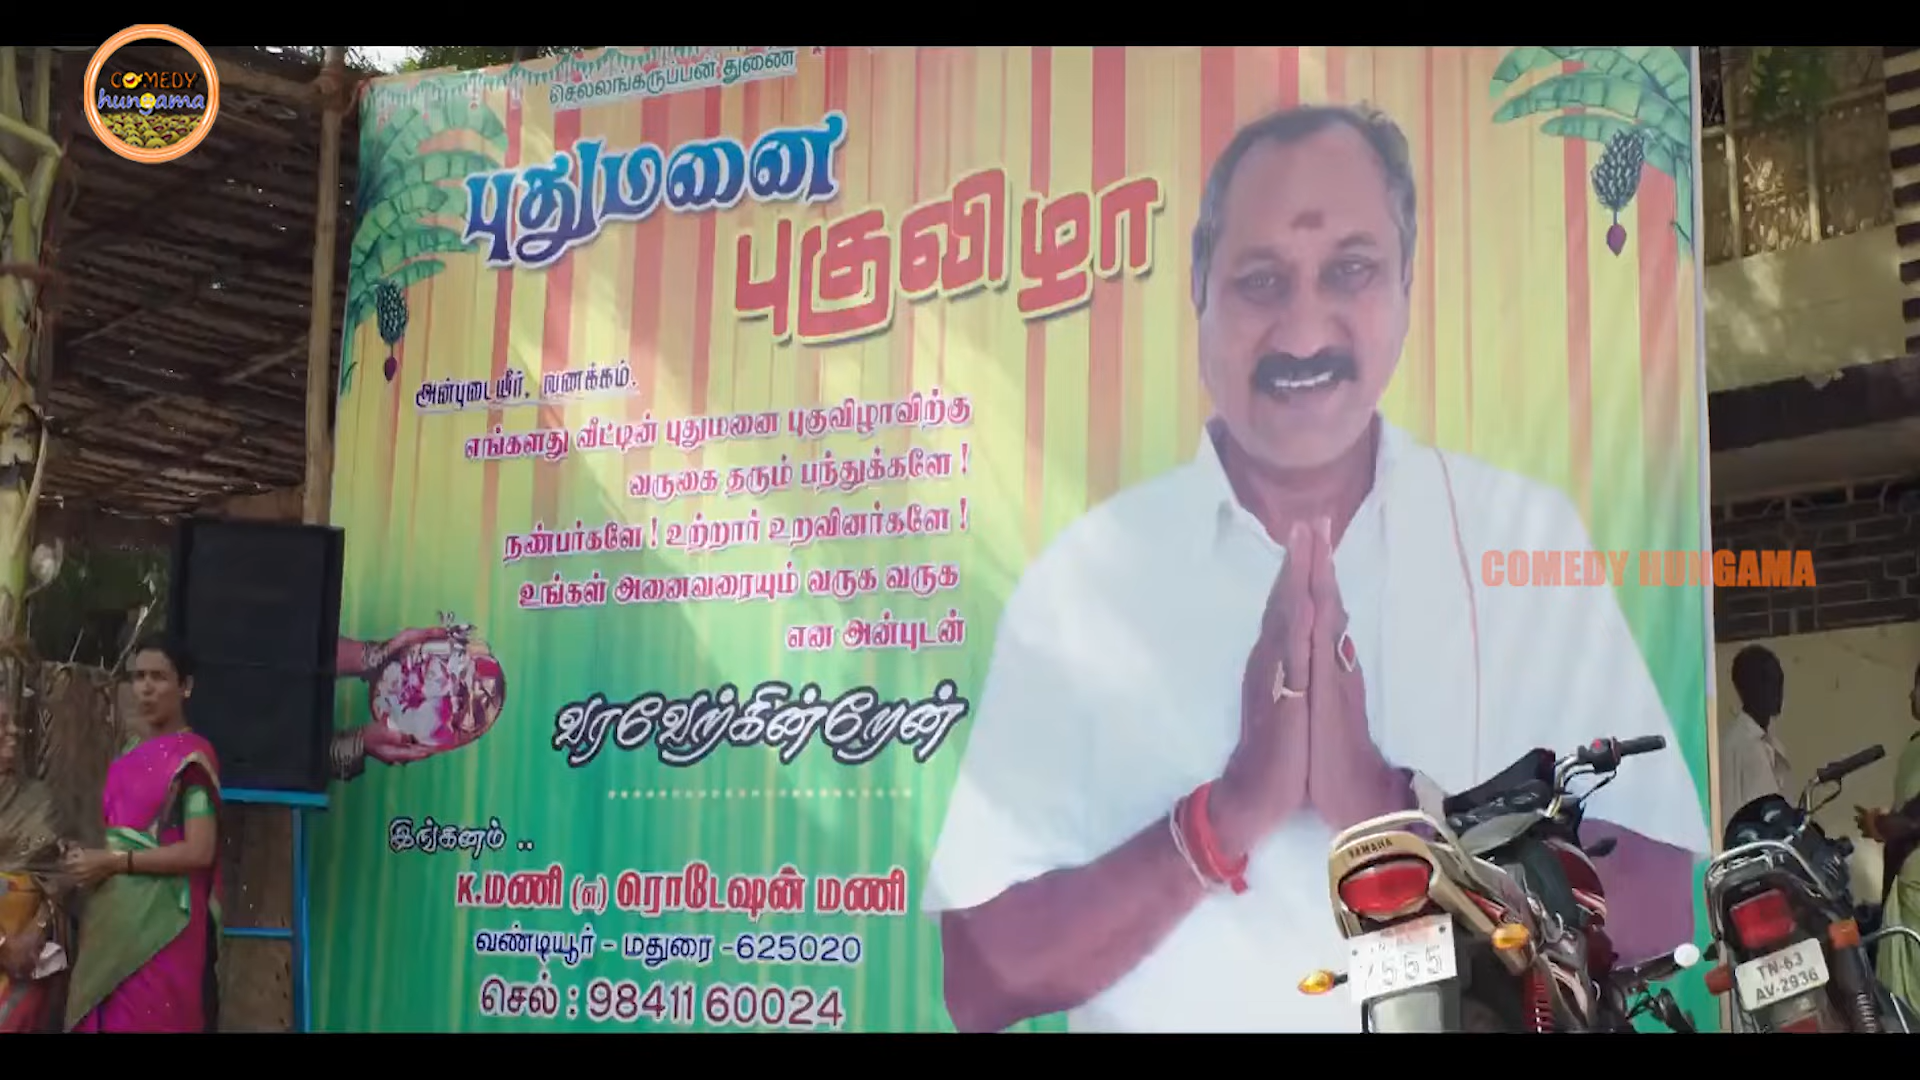 COMEDY
hungama
செல்லங்கருப்பன் துணை
புதுமனை
புகுவிழா
அன்புடையீர், வணக்கம்.
எங்களது வீட்டின் புதுமனை புகுவிழாவிற்கு
வருகை தரும் பந்துக்களே !
நண்பர்களே ! உற்றார் உறவினர்களே !
உங்கள் அனைவரையும் வருக வருக
என அன்புடன்
வரவேற்கின்றேன்
இங்கனம் ..
K.மணி (எ) ரொடேஷன் மணி
வண்டியூர் - மதுரை -625020
செல் : 98411 60024
COMEDY HUNGAMA
YAMAHA
7565
TN-63
AV-2936